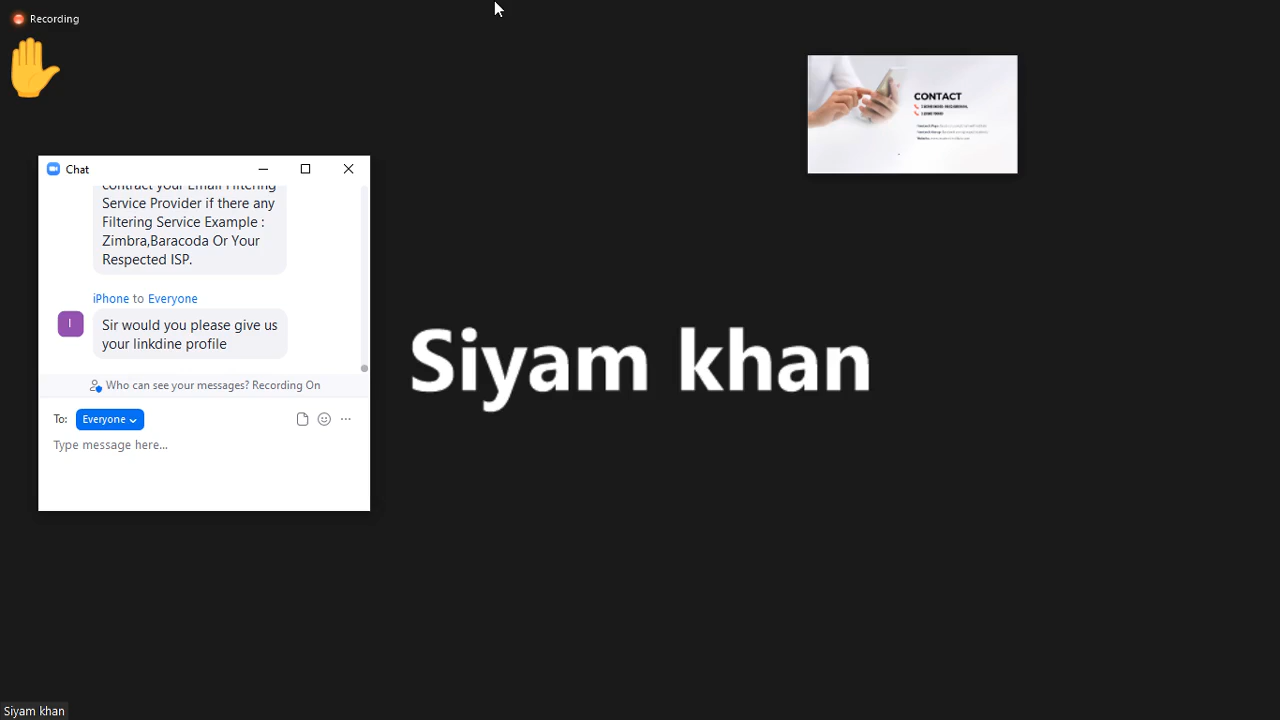 Recording
CONTACT
Chat
contract your Email Filtering
Service Provider if there any
Filtering Service Example :
Zimbra,Baracoda Or Your
Respected ISP.
iPhone to Everyone
I
Sir would you please give us
your linkdine profile
Who can see your messages? Recording On
To: Everyone
Type message here...
Siyam khan
Siyam khan